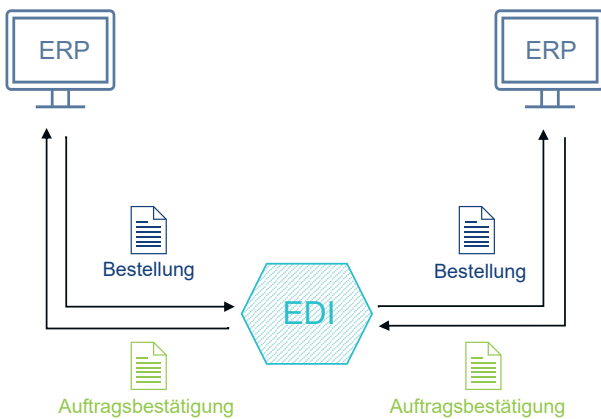 ERP
ERP
Bestellung
Bestellung
EDI
Auftragsbestätigung
Auftragsbestätigung